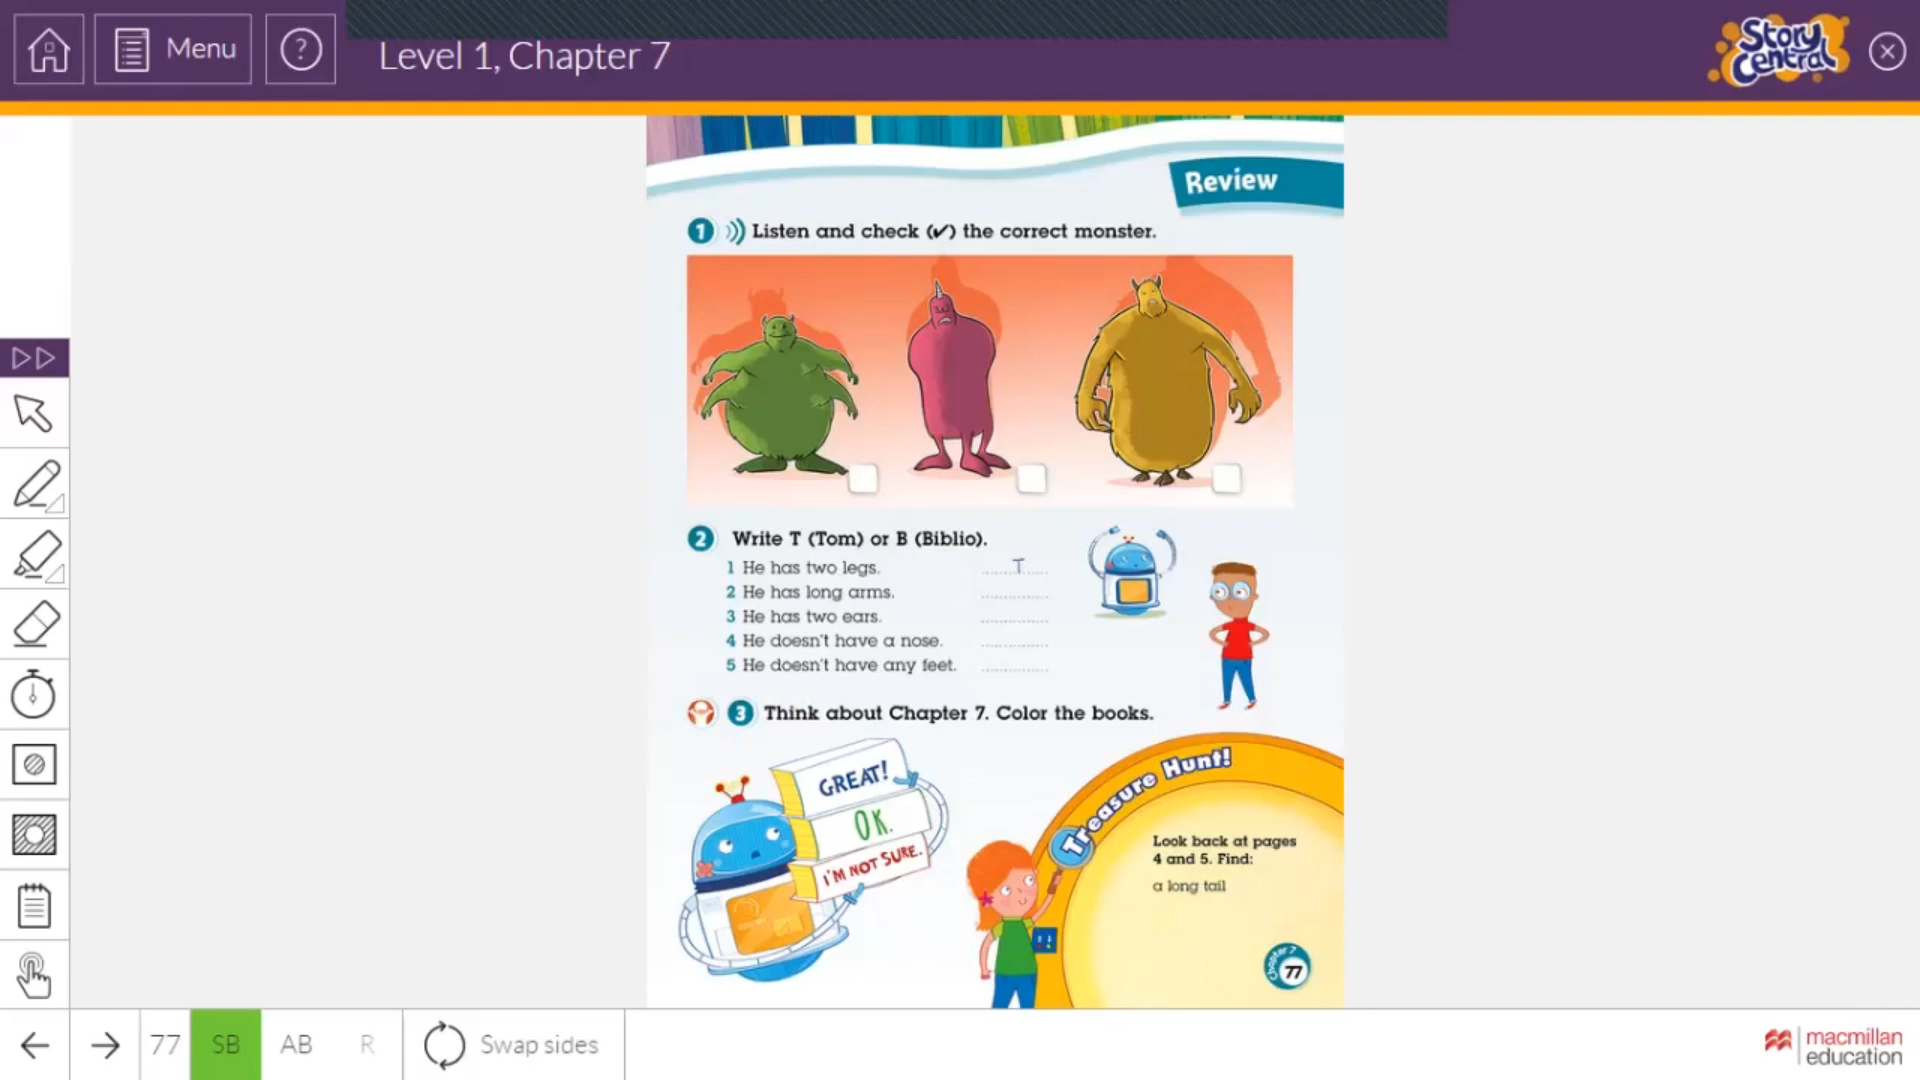 Menu
?
Level 1, Chapter 7
Story Central
Review
1 Listen and check (✔) the correct monster.
2 Write T (Tom) or B (Biblio).
1 He has two legs. T
2 He has long arms.
3 He has two ears.
4 He doesn't have a nose.
5 He doesn't have any feet.
3 Think about Chapter 7. Color the books.
GREAT!
OK.
I'M NOT SURE.
Treasure Hunt!
Look back at pages
4 and 5. Find:
a long tail
Chapter 7
77
77 SB AB R Swap sides
macmillan
education